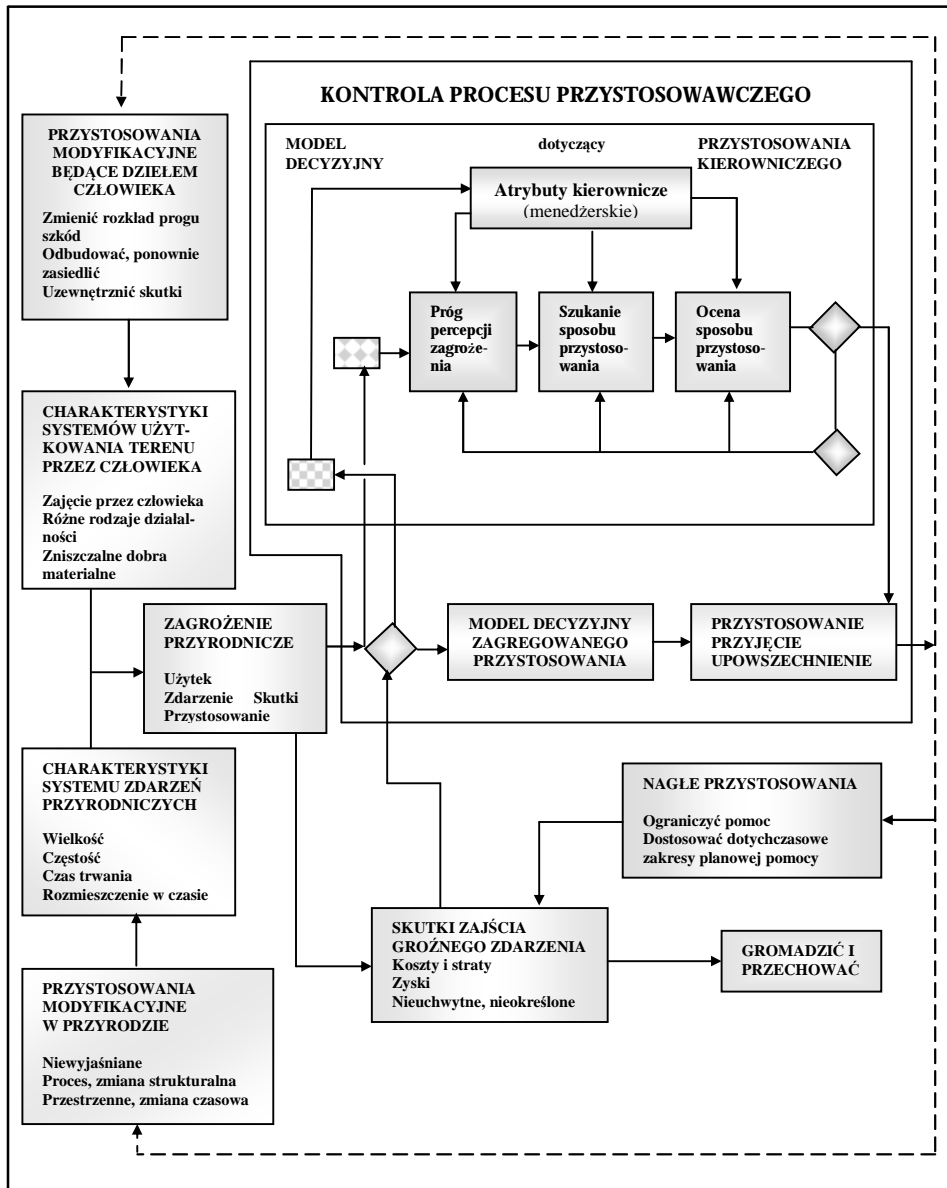 KONTROLA PROCESU PRZYSTOSOWAWCZEGO
MODEL
DECYZYJNY
dotyczący
PRZYSTOSOWANIA
KIEROWNICZEGO
Atrybuty kierownicze
(menedżerskie)
Próg
percepcji
zagroże-
nia
Szukanie
sposobu
przystoso-
wania
Ocena
sposobu
przystoso-
wania
PRZYSTOSOWANIA
MODYFIKACYJNE
BĘDĄCE DZIEŁEM
CZŁOWIEKA
Zmienić rozkład progu
szkód
Odbudować, ponownie
zasiedlić
Uzewnętrznić skutki
CHARAKTERYSTYKI
SYSTEMÓW UŻYT-
KOWANIA TERENU
PRZEZ CZŁOWIEKA
Zajęcie przez człowieka
Różne rodzaje działal-
ności
Zniszczalne dobra
materialne
ZAGROŻENIE
PRZYRODNICZE
Użytek
Zdarzenie Skutki
Przystosowanie
MODEL DECYZYJNY
ZAGREGOWANEGO
PRZYSTOSOWANIA
PRZYSTOSOWANIE
PRZYJĘCIE
UPOWSZECHNIENIE
CHARAKTERYSTYKI
SYSTEMU ZDARZEŃ
PRZYRODNICZYCH
Wielkość
Częstość
Czas trwania
Rozmieszczenie w czasie
NAGŁE PRZYSTOSOWANIA
Ograniczyć pomoc
Dostosować dotychczasowe
zakresy planowej pomocy
SKUTKI ZAJŚCIA
GROŹNEGO ZDARZENIA
Koszty i straty
Zyski
Nieuchwytne, nieokreślone
GROMADZIĆ I
PRZECHOWAĆ
PRZYSTOSOWANIA
MODYFIKACYJNE
W PRZYRODZIE
Niewyjaśniane
Proces, zmiana strukturalna
Przestrzenne, zmiana czasowa